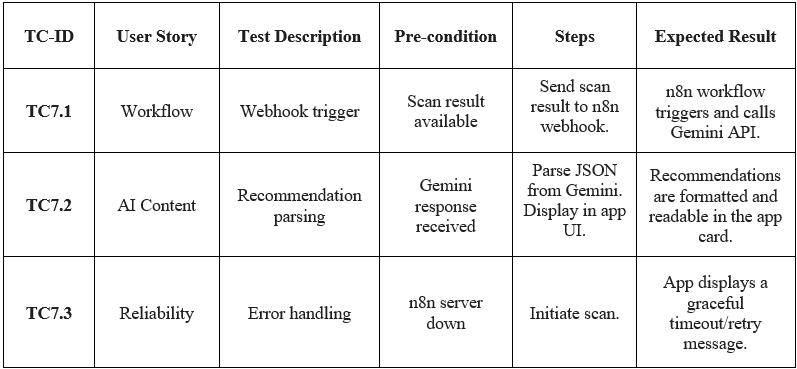 TC-ID
User Story
Test Description
Pre-condition
Steps
Expected Result
TC7.1
Workflow
Webhook trigger
Scan result
available
Send scan
result to n8n
webhook.
n8n workflow
triggers and calls
Gemini API.
TC7.2
AI Content
Recommendation
parsing
Gemini
response
received
Parse JSON
from Gemini.
Display in app
UI.
Recommendations
are formatted and
readable in the app
card.
TC7.3
Reliability
Error handling
n8n server
down
Initiate scan.
App displays a
graceful
timeout/retry
message.